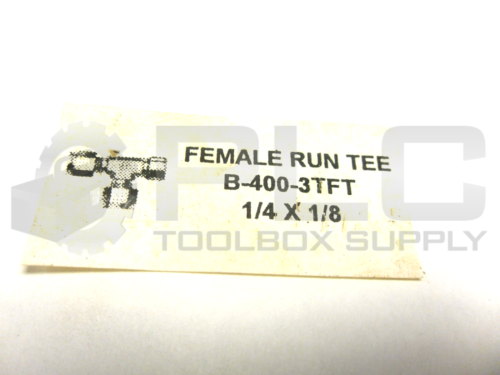 FEMALE RUN TEE
B-400-3TFT
1/4 X 1/8
PLC
TOOLBOX SUPPLY